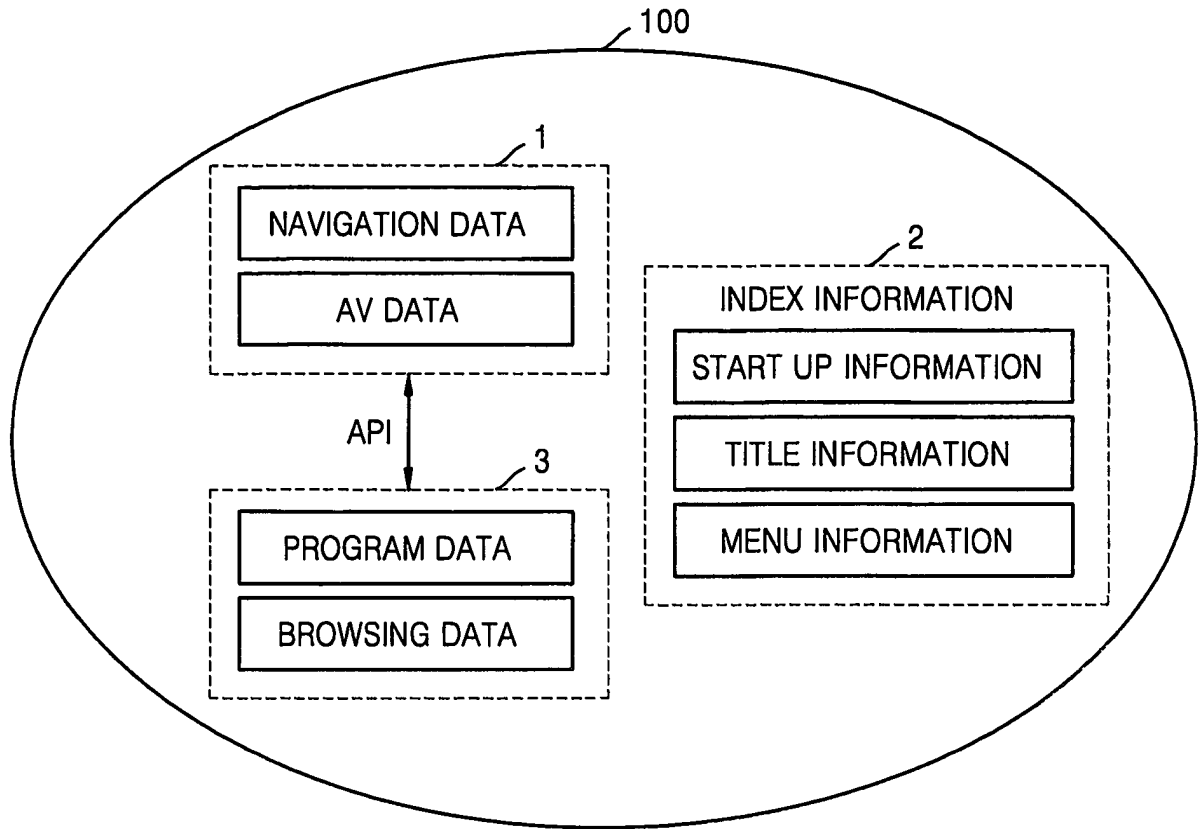 100
1
NAVIGATION DATA
AV DATA
2
INDEX INFORMATION
START UP INFORMATION
TITLE INFORMATION
MENU INFORMATION
API
3
PROGRAM DATA
BROWSING DATA